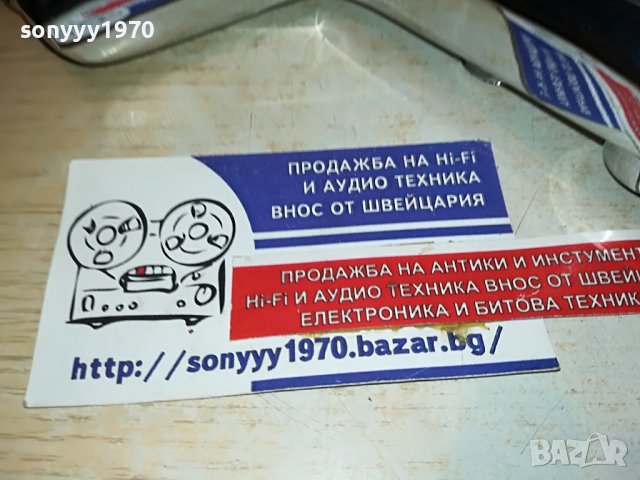 sonyyy1970
ПРОДАЖБА НА Hi-Fi
И АУДИО ТЕХНИКА
ВНОС ОТ ШВЕЙЦАРИЯ
ПРОДАЖБА НА АНТИКИ И ИНСТУМЕНТ
Hi-Fi И АУДИО ТЕХНИКА ВНОС ОТ ШВЕЙ
ЕЛЕКТРОНИКА И БИТОВА ТЕХНИК
http://sonyyy1970.bazar.bg/
BAZAR